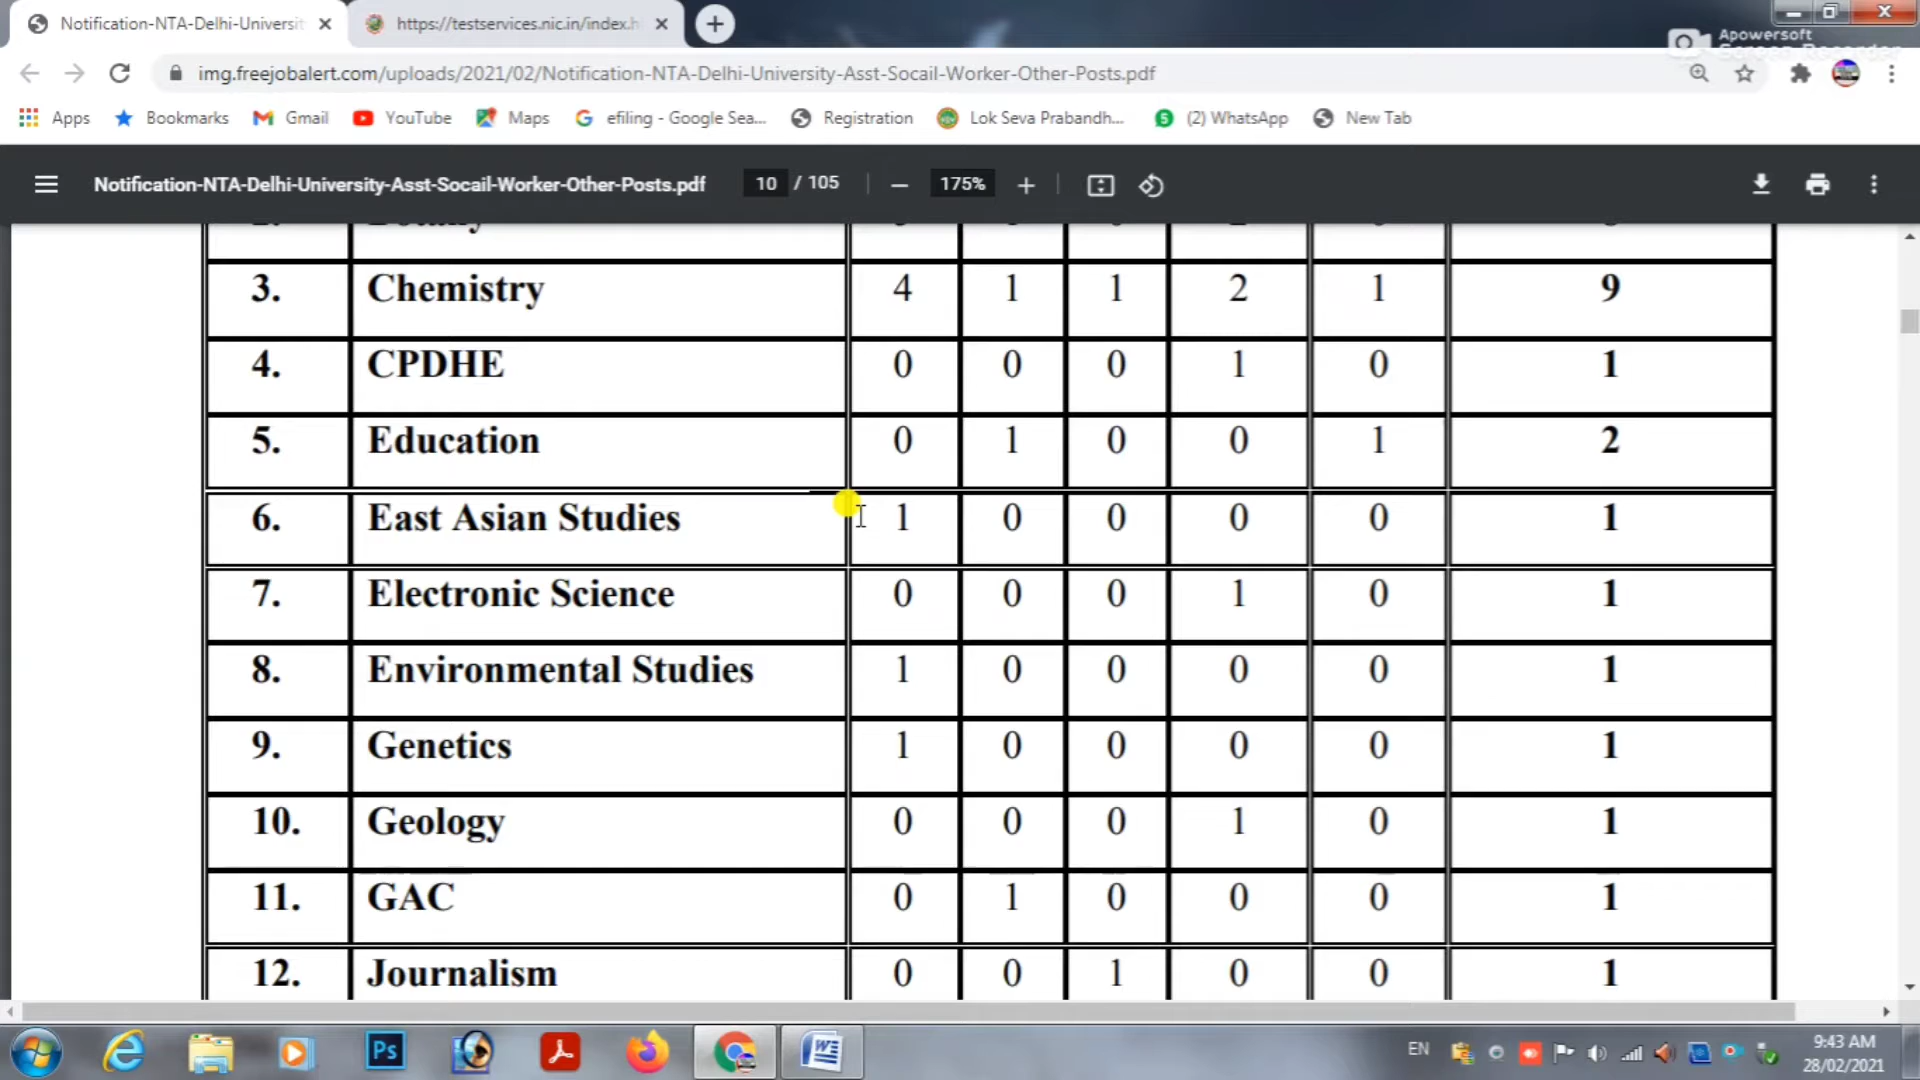 Notification-NTA-Delhi-Universit
https://testservices.nic.in/index.h
Apowersoft
Screen Recorder
img.freejobalert.com/uploads/2021/02/Notification-NTA-Delhi-University-Asst-Socail-Worker-Other-Posts.pdf
Apps Bookmarks Gmail YouTube Maps efiling - Google Sea... Registration Lok Seva Prabandh... 5 (2) WhatsApp New Tab
Notification-NTA-Delhi-University-Asst-Socail-Worker-Other-Posts.pdf 10 / 105 — 175% +
3. Chemistry 4 1 1 2 1 9
4. CPDHE 0 0 0 1 0 1
5. Education 0 1 0 0 1 2
6. East Asian Studies 1 0 0 0 0 1
7. Electronic Science 0 0 0 1 0 1
8. Environmental Studies 1 0 0 0 0 1
9. Genetics 1 0 0 0 0 1
10. Geology 0 0 0 1 0 1
11. GAC 0 1 0 0 0 1
12. Journalism 0 0 1 0 0 1
Ps
EN
9:43 AM
28/02/2021